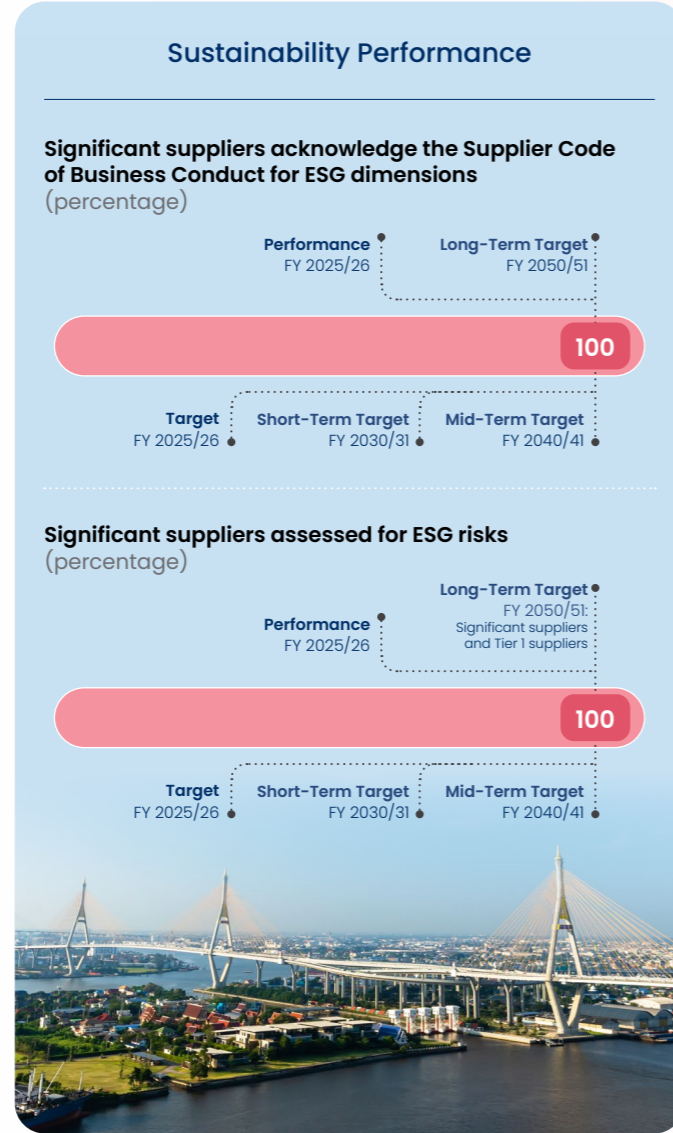 Sustainability Performance
Significant suppliers acknowledge the Supplier Code
of Business Conduct for ESG dimensions
(percentage)
Performance
FY 2025/26
Long-Term Target
FY 2050/51
100
Target
FY 2025/26
Short-Term Target
FY 2030/31
Mid-Term Target
FY 2040/41
Significant suppliers assessed for ESG risks
(percentage)
Long-Term Target
FY 2050/51:
Significant suppliers
and Tier 1 suppliers
Performance
FY 2025/26
100
Target
FY 2025/26
Short-Term Target
FY 2030/31
Mid-Term Target
FY 2040/41